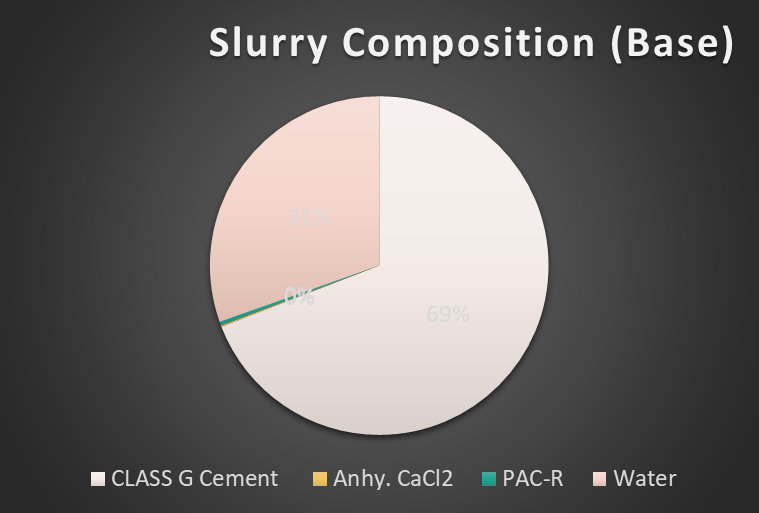 Slurry Composition (Base)
31%
0%
69%
CLASS G Cement
Anhy. CaCl2
PAC-R
Water